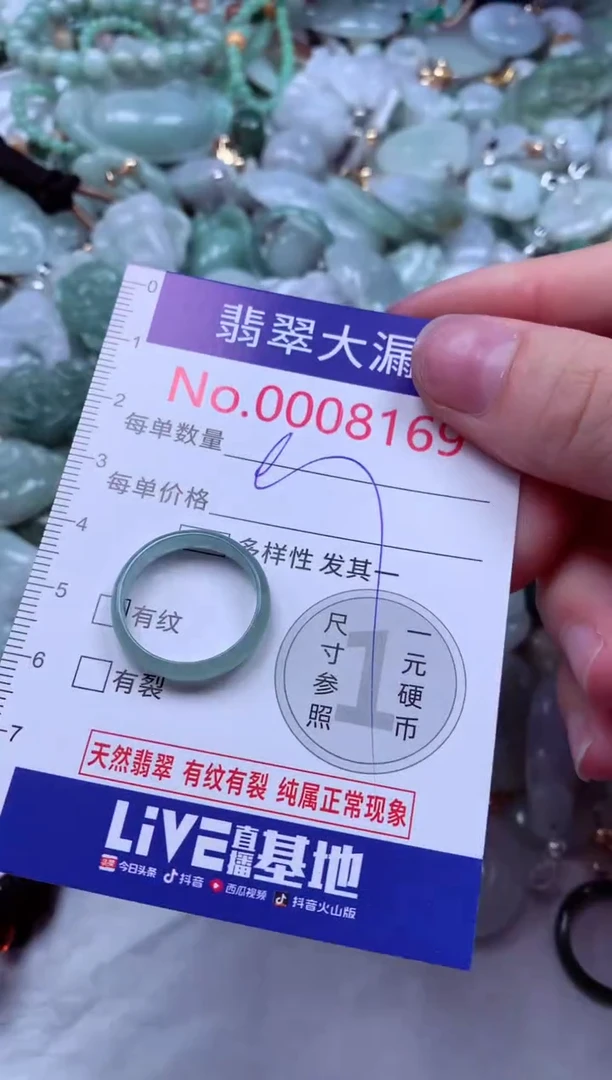 0
翡翠大漏
1
No.0008169
2
每单数量
3
每单价格
4
多样性 发其一
5
有纹
6
有裂
7
尺寸参照
一元硬币
1
天然翡翠 有纹有裂 纯属正常现象
LiVE直播基地
今日头条 抖音 西瓜视频 抖音火山版